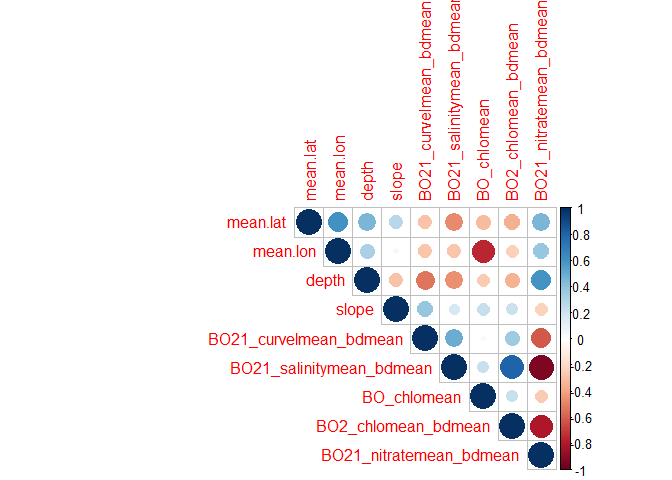 mean.lat
mean.lon
depth
slope
BO21_curvelmean_bdmean
BO21_salinitymean_bdmean
BO_chlomean
BO2_chlomean_bdmean
BO21_nitratemean_bdmean
mean.lat
mean.lon
depth
slope
BO21_curvelmean_bdmean
BO21_salinitymean_bdmean
BO_chlomean
BO2_chlomean_bdmean
BO21_nitratemean_bdmean
1
0.8
0.6
0.4
0.2
0
-0.2
-0.4
-0.6
-0.8
-1